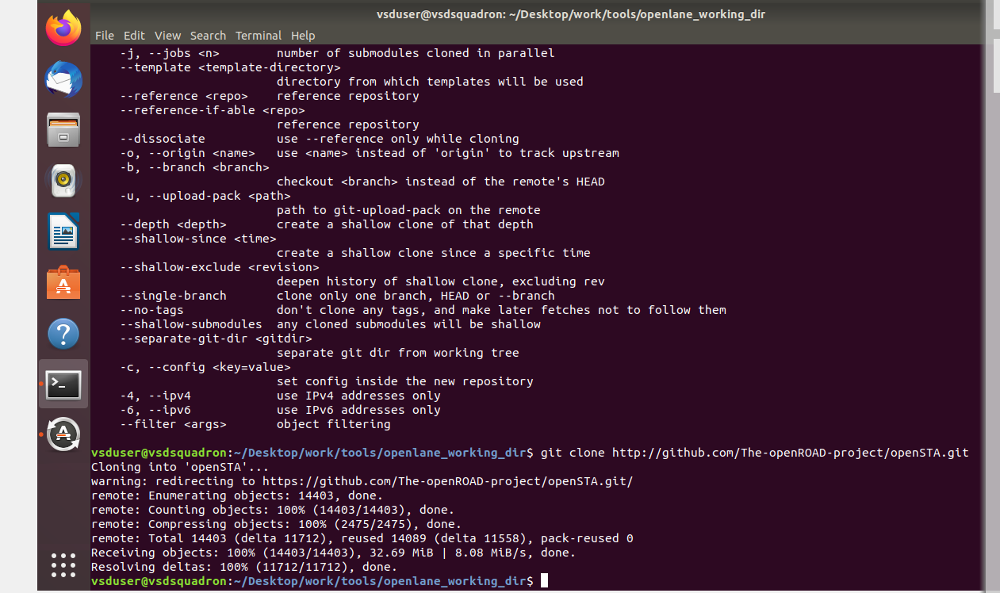 vsduser@vsdsquadron: ~/Desktop/work/tools/openlane_working_dir
File Edit View Search Terminal Help
-j, --jobs <n>        number of submodules cloned in parallel
--template <template-directory>
directory from which templates will be used
--reference <repo>    reference repository
--reference-if-able <repo>
reference repository
--dissociate          use --reference only while cloning
-o, --origin <name>   use <name> instead of 'origin' to track upstream
-b, --branch <branch>
checkout <branch> instead of the remote's HEAD
-u, --upload-pack <path>
path to git-upload-pack on the remote
--depth <depth>       create a shallow clone of that depth
--shallow-since <time>
create a shallow clone since a specific time
--shallow-exclude <revision>
deepen history of shallow clone, excluding rev
--single-branch       clone only one branch, HEAD or --branch
--no-tags             don't clone any tags, and make later fetches not to follow them
--shallow-submodules  any cloned submodules will be shallow
--separate-git-dir <gitdir>
separate git dir from working tree
-c, --config <key=value>
set config inside the new repository
-4, --ipv4            use IPv4 addresses only
-6, --ipv6            use IPv6 addresses only
--filter <args>       object filtering
vsduser@vsdsquadron:~/Desktop/work/tools/openlane_working_dir$ git clone http://github.com/The-openROAD-project/openSTA.git
Cloning into 'openSTA'...
warning: redirecting to https://github.com/The-openROAD-project/openSTA.git/
remote: Enumerating objects: 14403, done.
remote: Counting objects: 100% (14403/14403), done.
remote: Compressing objects: 100% (2475/2475), done.
remote: Total 14403 (delta 11712), reused 14089 (delta 11558), pack-reused 0
Receiving objects: 100% (14403/14403), 32.69 MiB | 8.08 MiB/s, done.
Resolving deltas: 100% (11712/11712), done.
vsduser@vsdsquadron:~/Desktop/work/tools/openlane_working_dir$